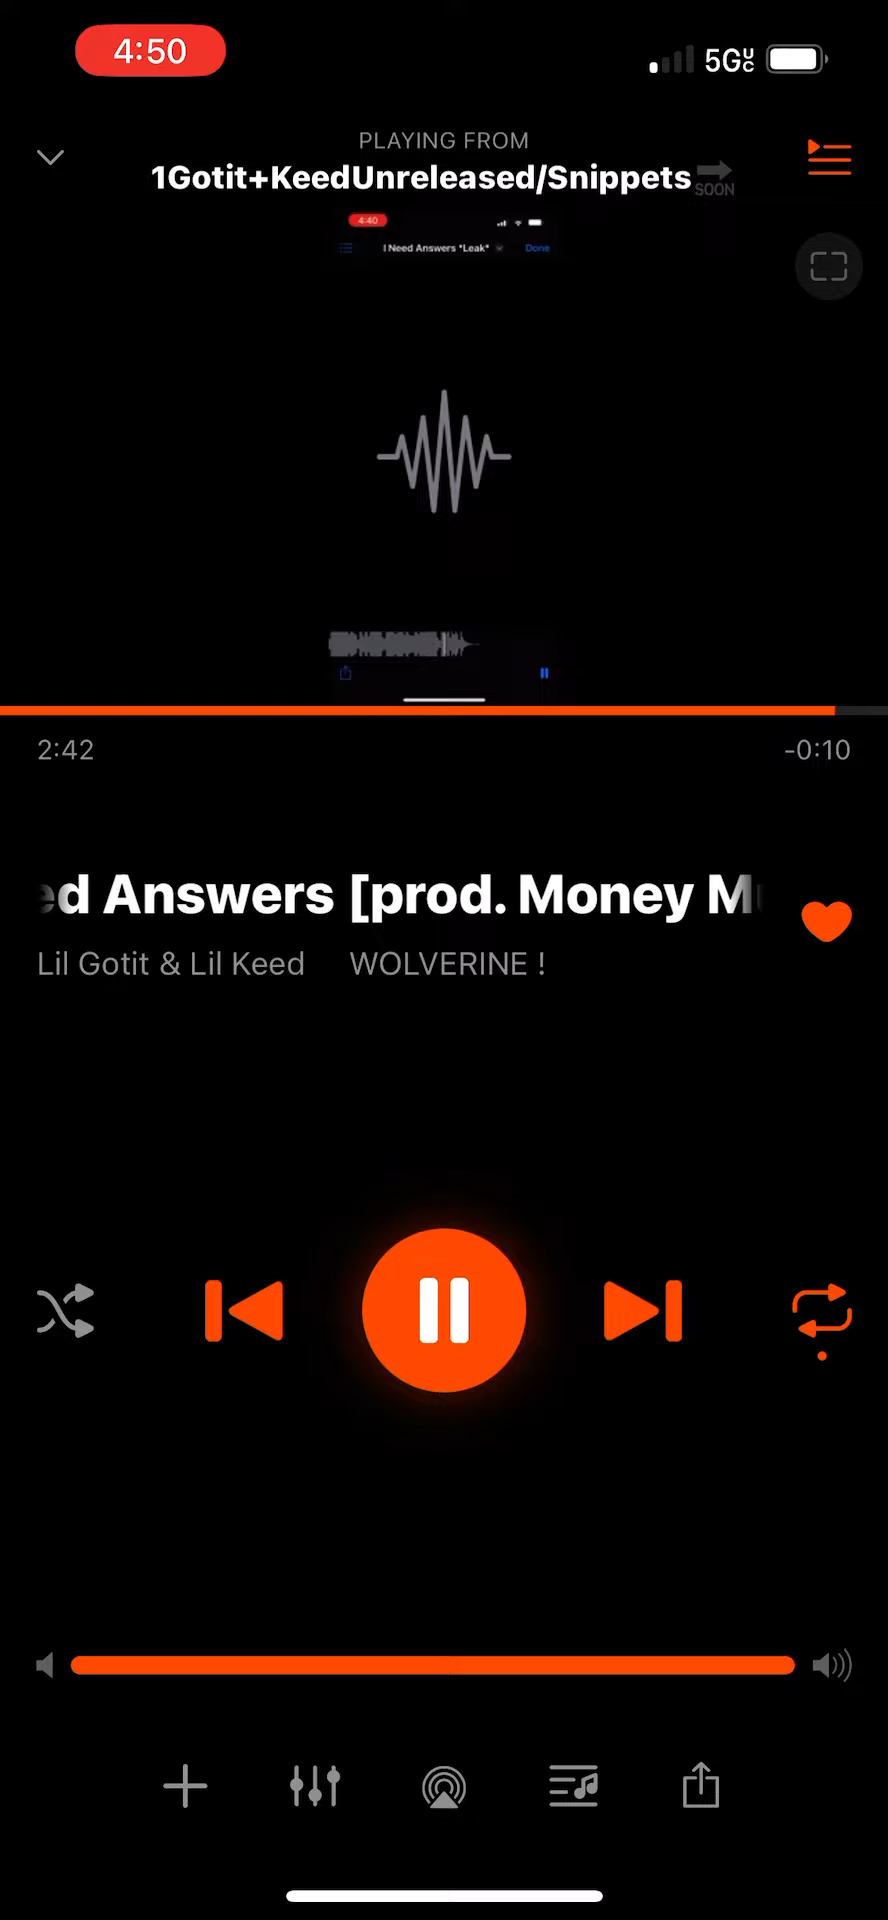 4:50
5GUC
PLAYING FROM
1Gotit+KeedUnreleased/Snippets
SOON
4:40
I Need Answers *Leak*
Done
2:42
-0:10
ed Answers [prod. Money M
Lil Gotit & Lil Keed WOLVERINE !